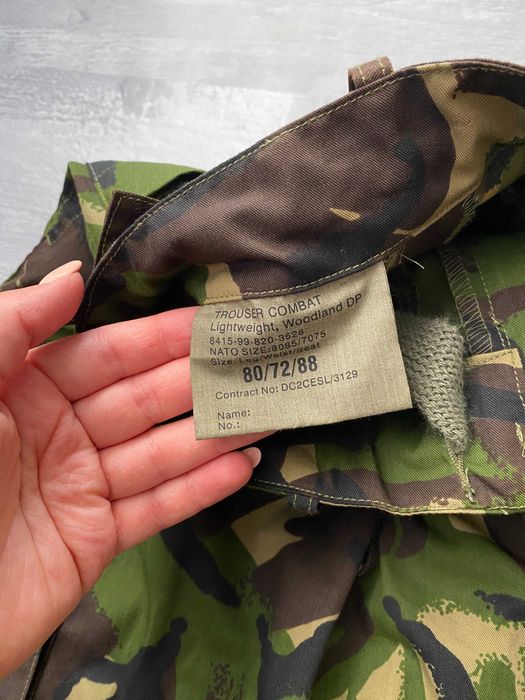 TROUSER COMBAT
Lightweight, Woodland DP
8415-99-820-3526
NATO SIZE:8085/7075
Size: Leg/Waist/Seat
80/72/88
Contract No: DC2CESL/3129
Name:
No.: